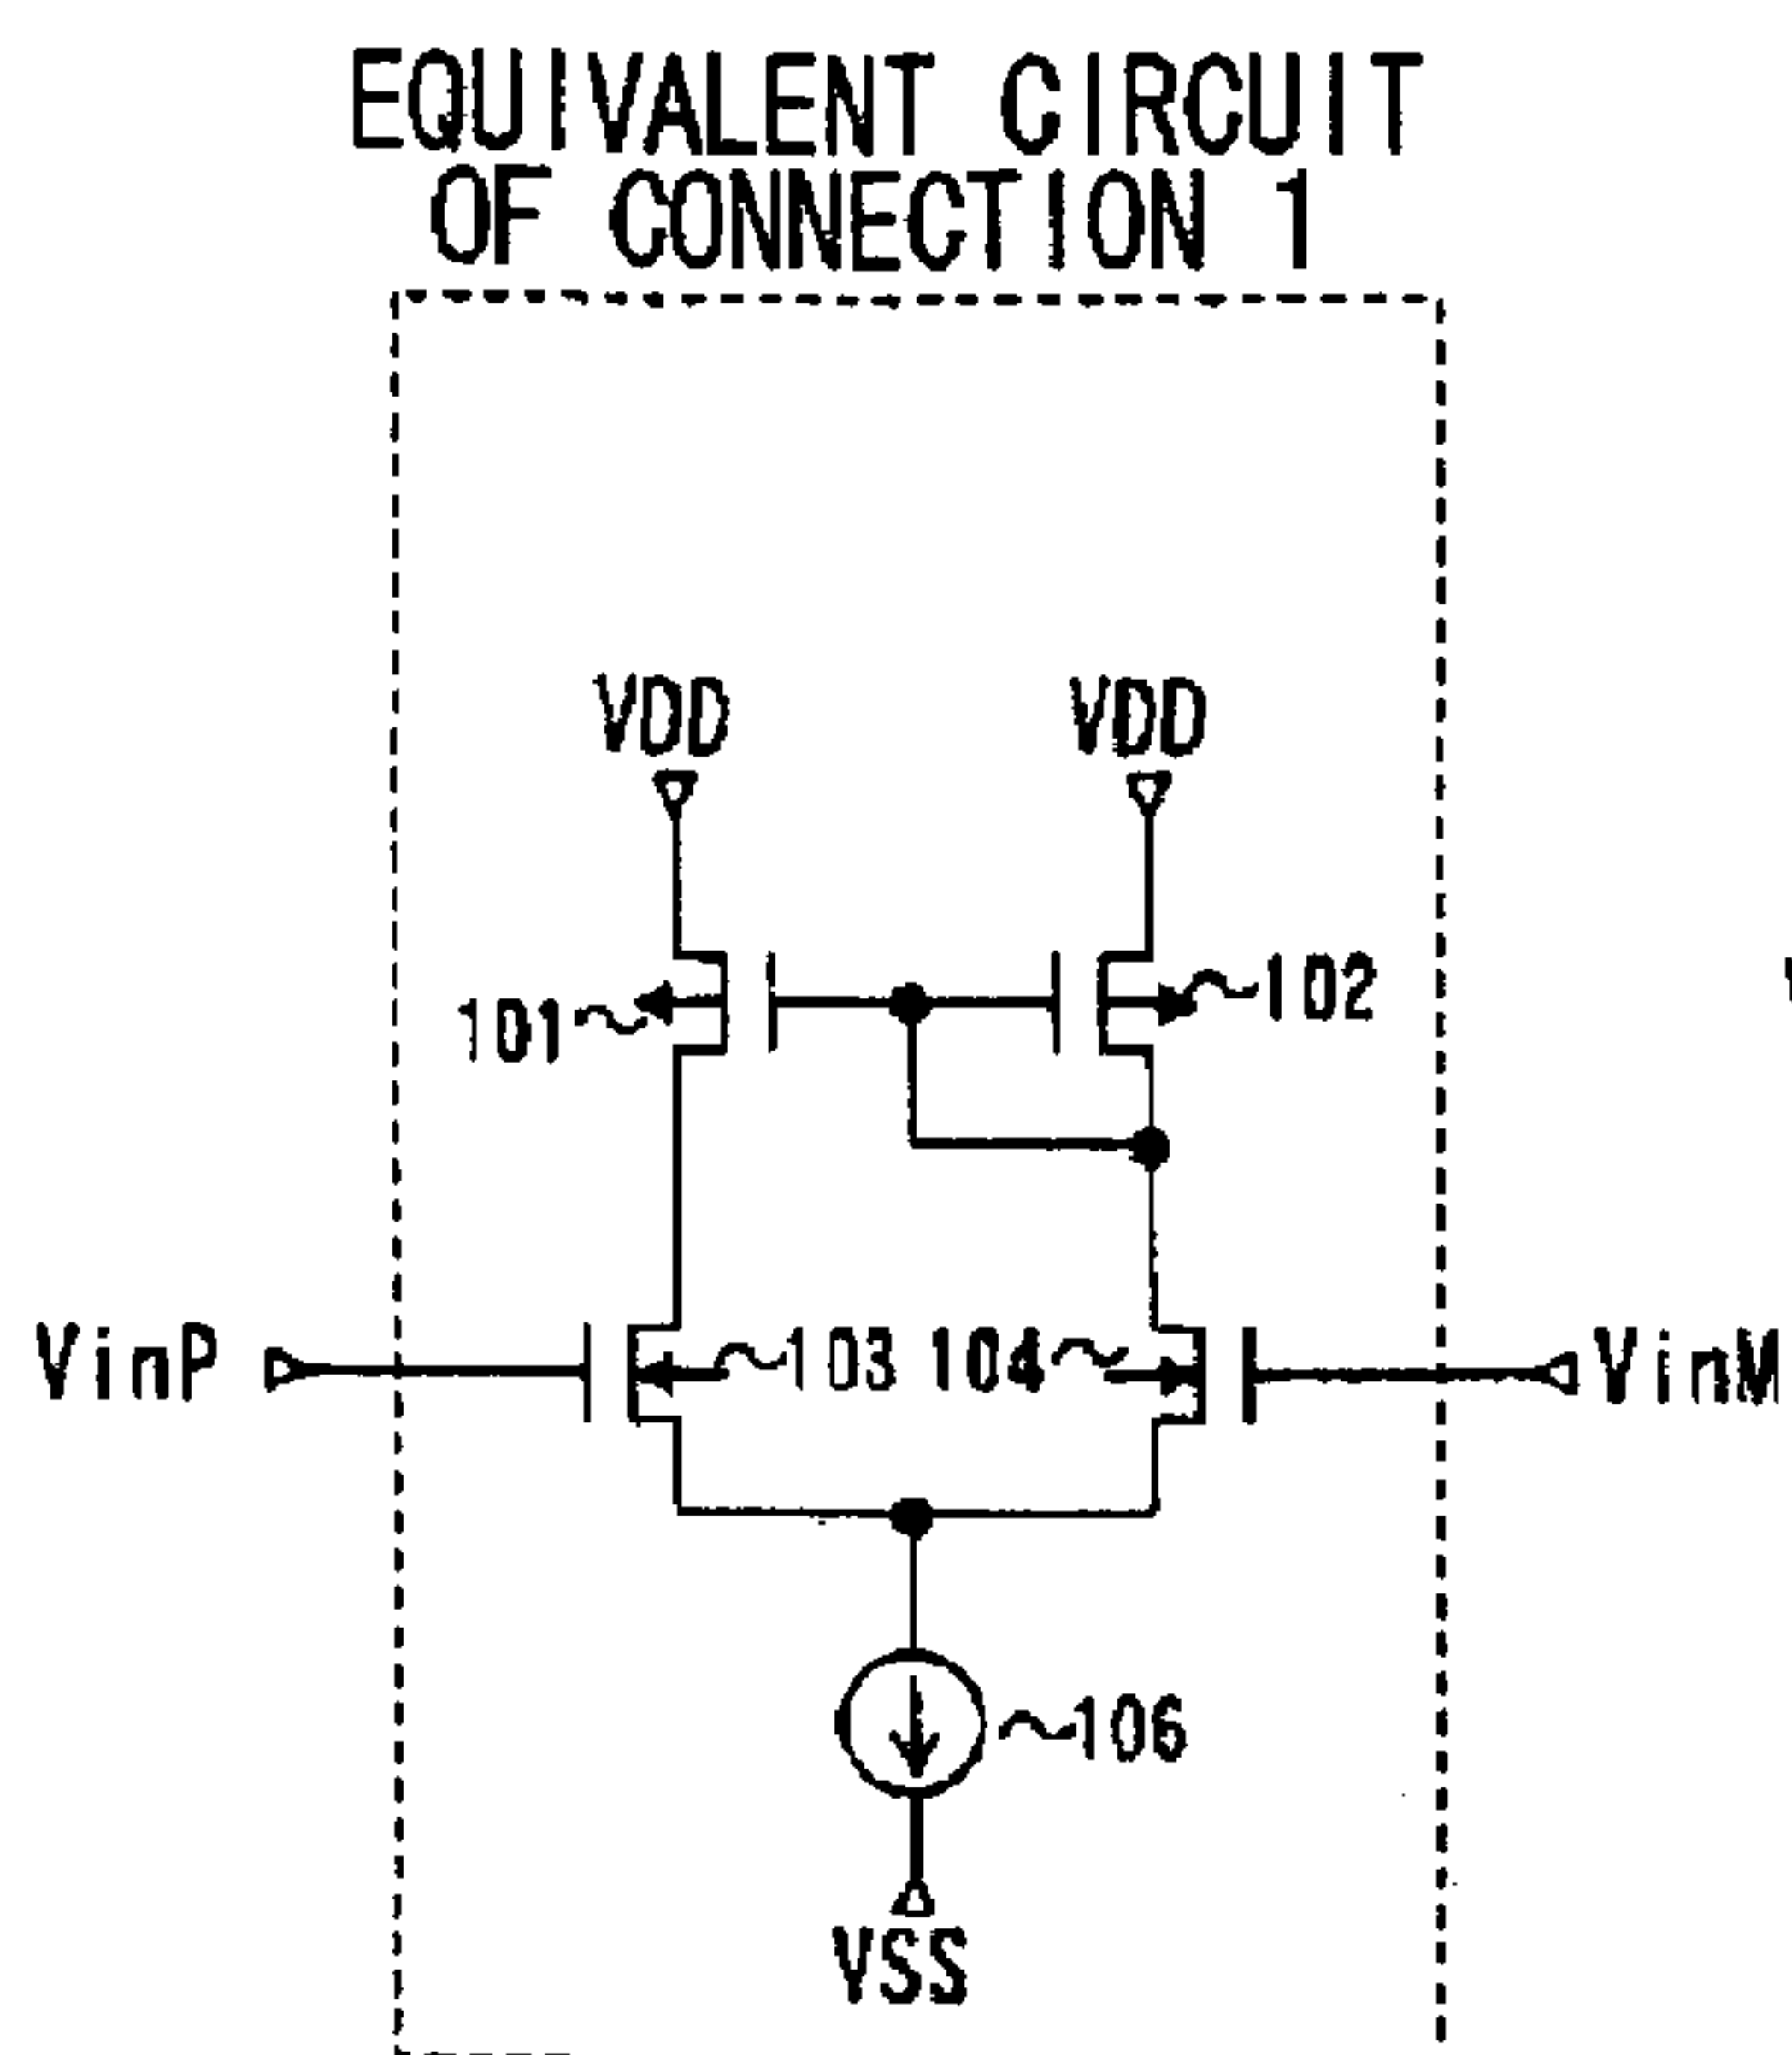 EQUIVALENT CIRCUIT
OF CONNECTION 1
VDD VDD
101 102
VinP 103 104 VinM
106
VSS